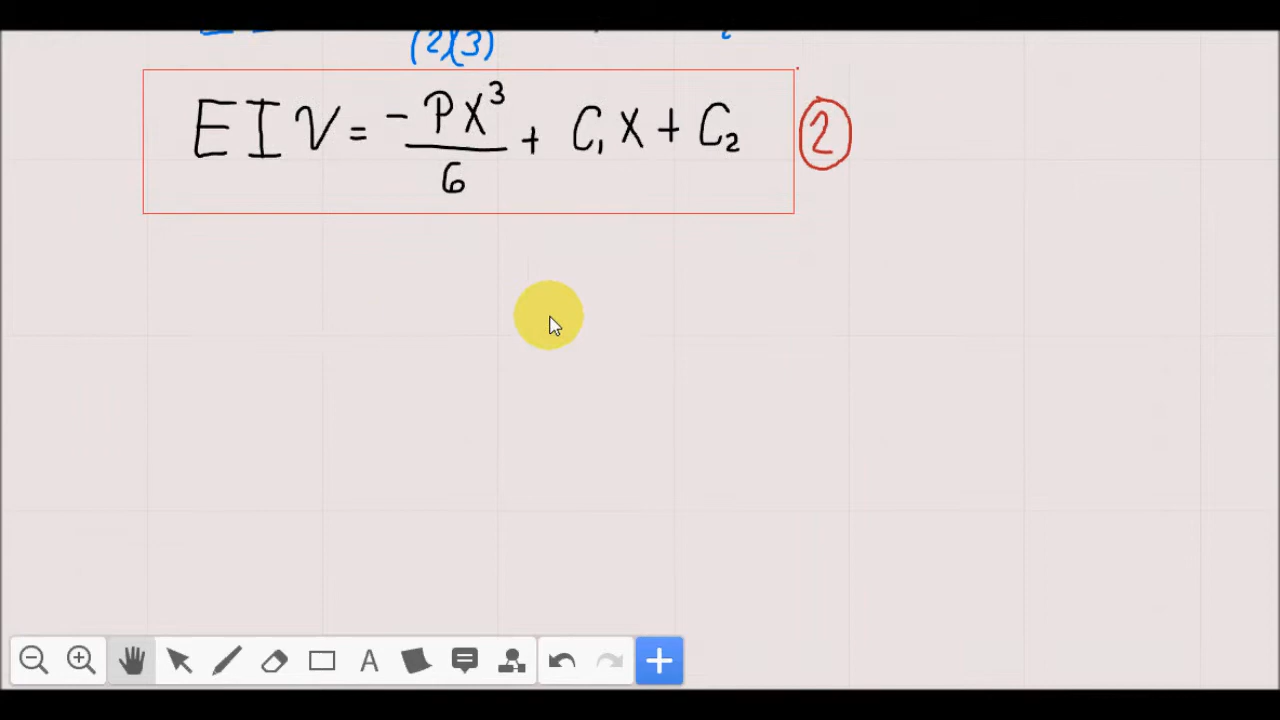 (2)(3)
EIV = -PX³/6 + C₁X + C₂ ②
A